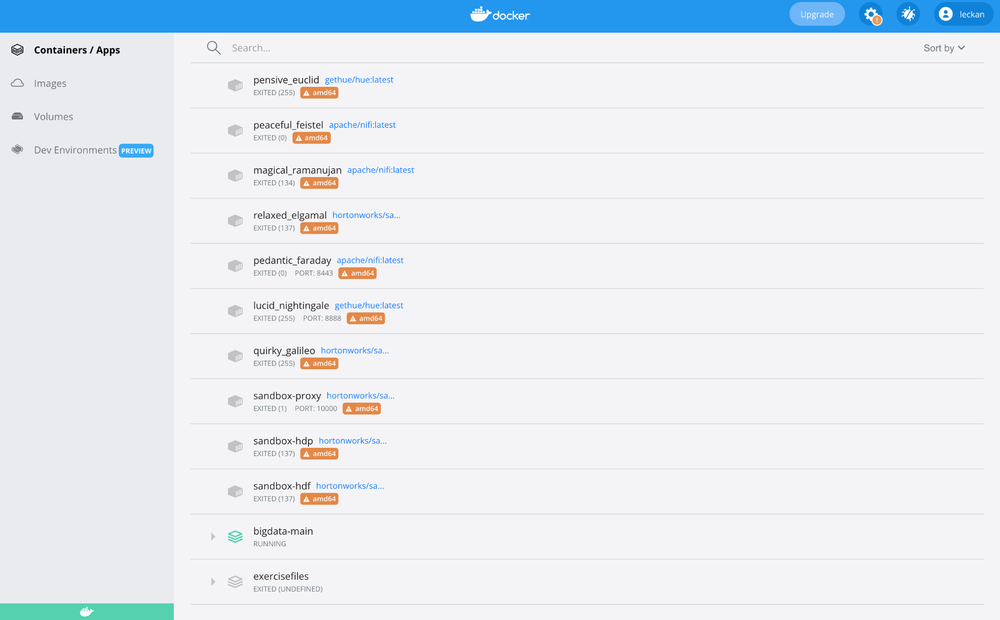 docker
Upgrade
leckan
Containers / Apps
Images
Volumes
Dev Environments PREVIEW
Search...
Sort by
pensive_euclid gethue/hue:latest
EXITED (255) amd64
peaceful_feistel apache/nifi:latest
EXITED (0) amd64
magical_ramanujan apache/nifi:latest
EXITED (134) amd64
relaxed_elgamal hortonworks/sa...
EXITED (137) amd64
pedantic_faraday apache/nifi:latest
EXITED (0) PORT: 8443 amd64
lucid_nightingale gethue/hue:latest
EXITED (255) PORT: 8888 amd64
quirky_galileo hortonworks/sa...
EXITED (255) amd64
sandbox-proxy hortonworks/sa...
EXITED (1) PORT: 10000 amd64
sandbox-hdp hortonworks/sa...
EXITED (137) amd64
sandbox-hdf hortonworks/sa...
EXITED (137) amd64
bigdata-main
RUNNING
exercisefiles
EXITED (UNDEFINED)